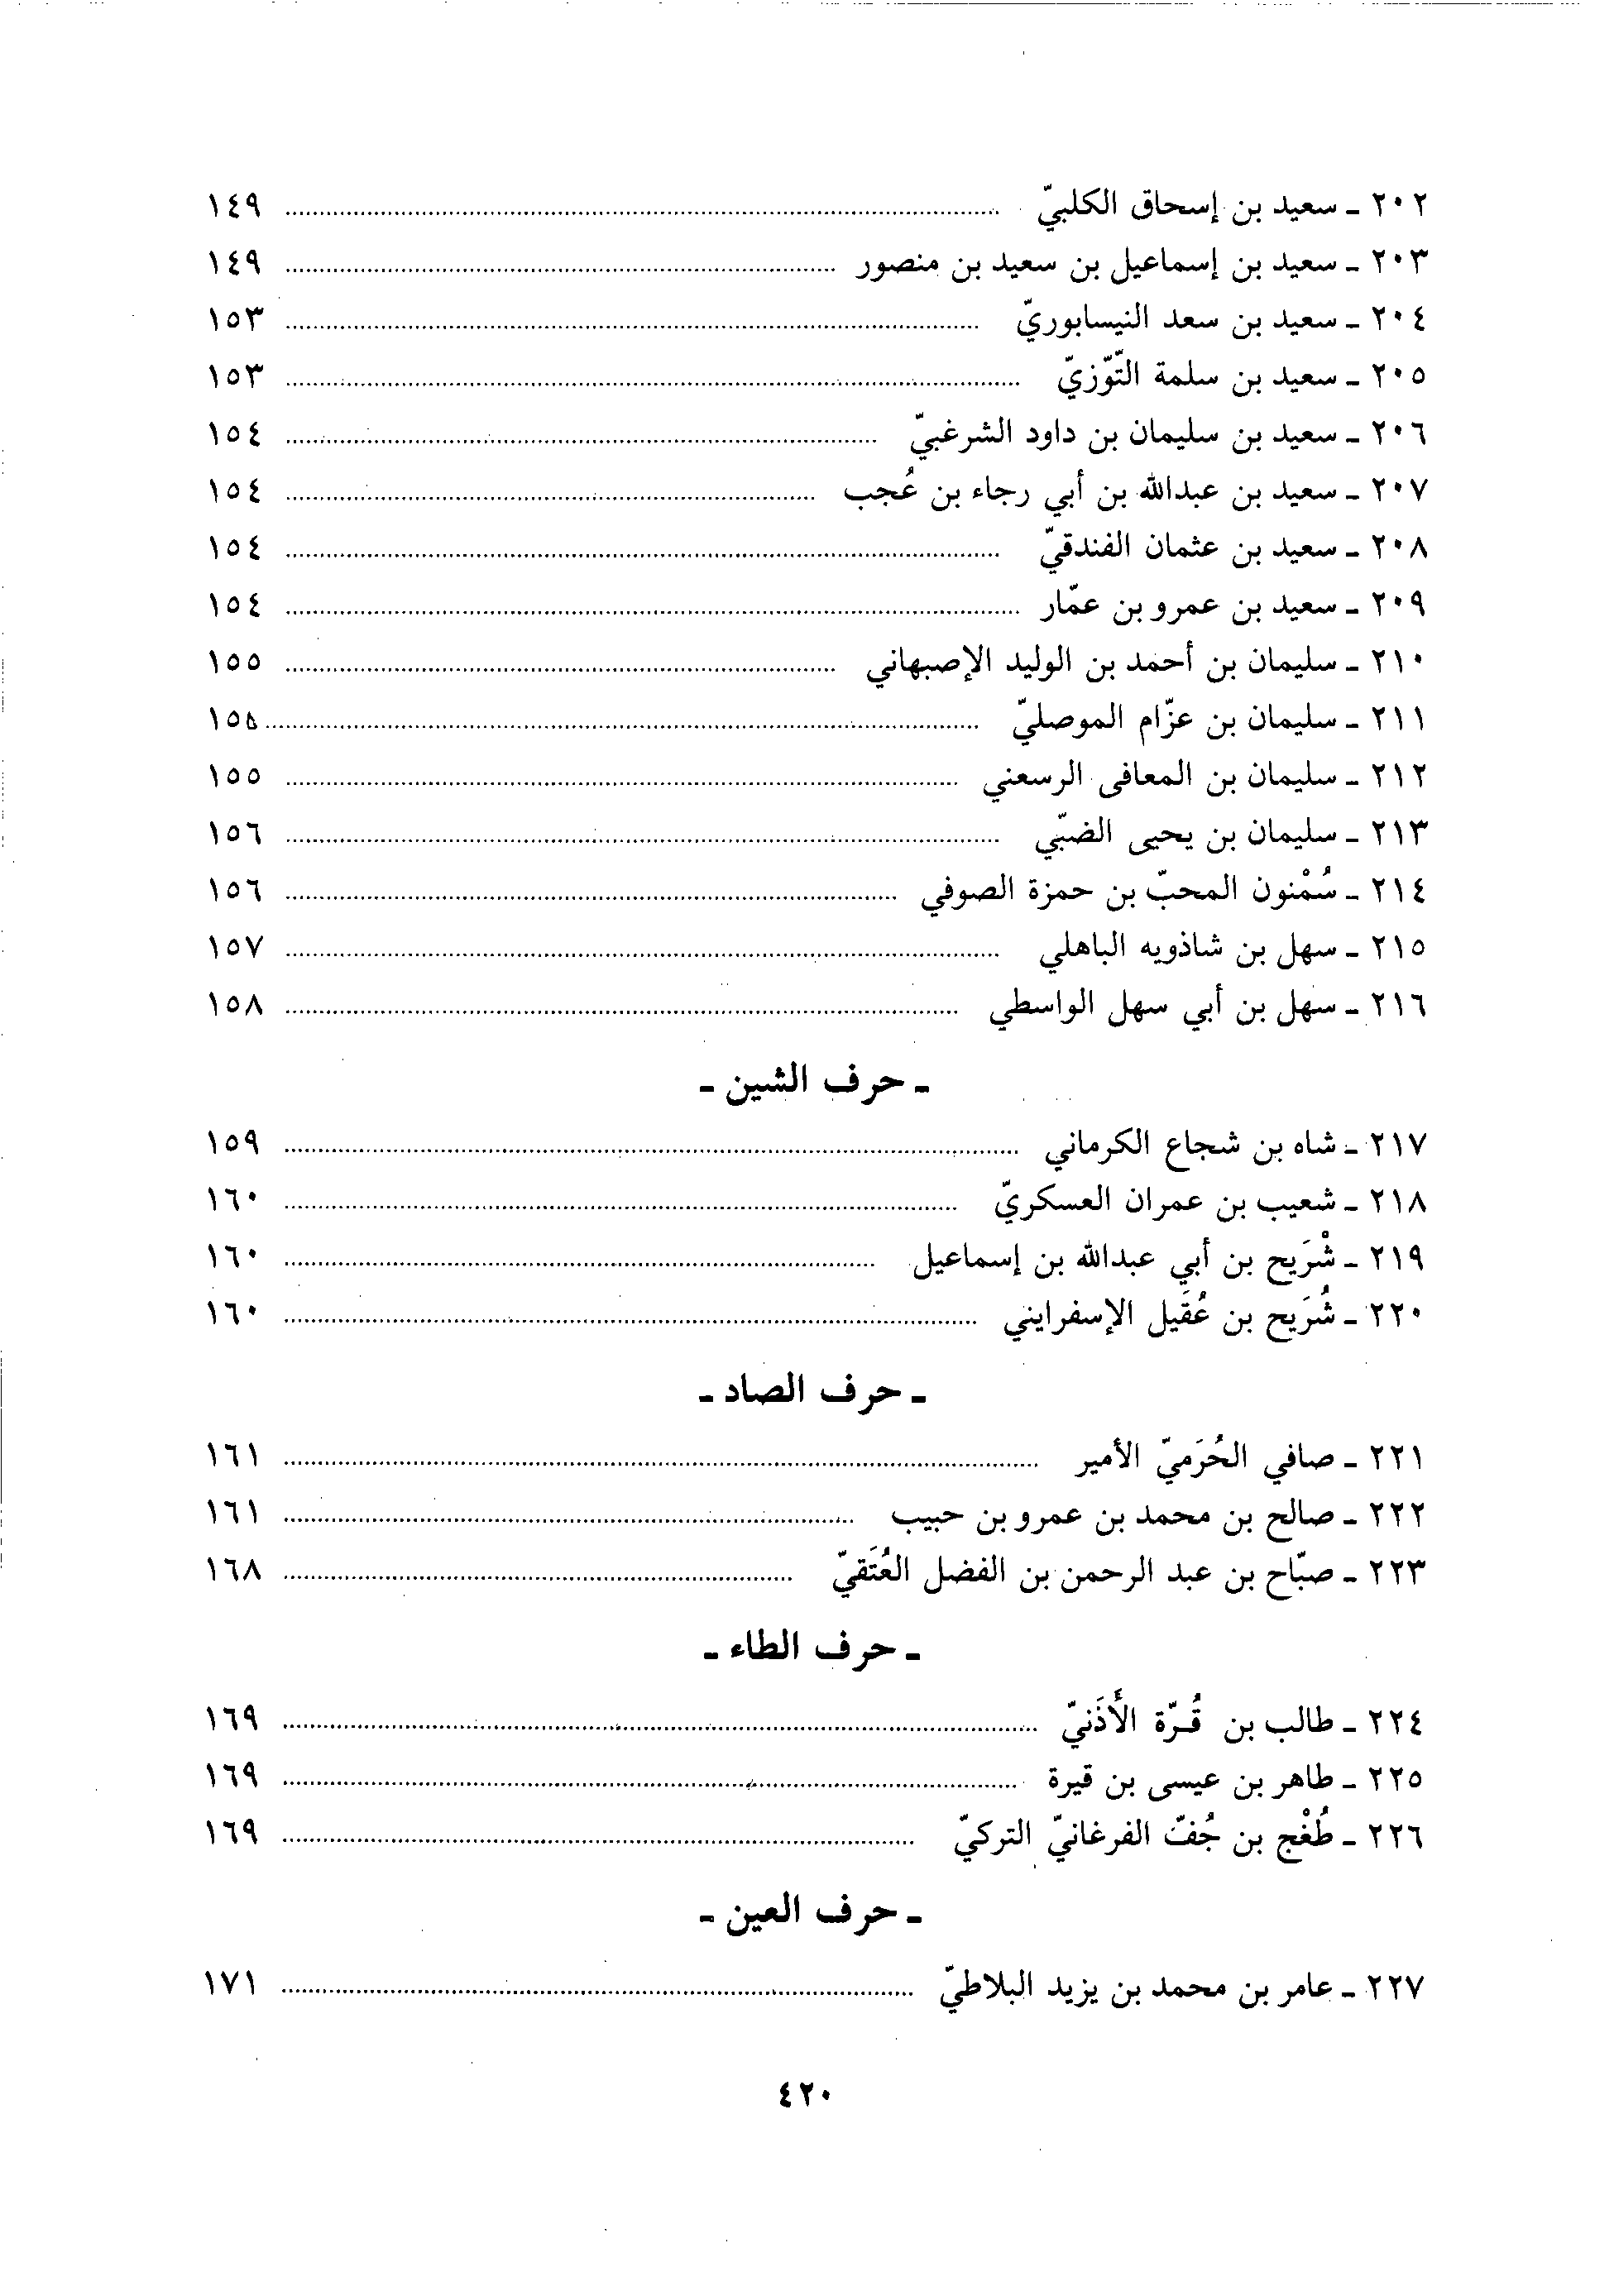 ٢٠٢ ـ سعيد بن إسحاق الكلبيّ ........ ١٤٩
٢٠٣ ـ سعيد بن إسماعيل بن سعيد بن منصور ........ ١٤٩
٢٠٤ ـ سعيد بن سعد النيسابوريّ ........ ١٥٣
٢٠٥ ـ سعيد بن سلمة التّوّزيّ ........ ١٥٣
٢٠٦ ـ سعيد بن سليمان بن داود الشرغبيّ ........ ١٥٤
٢٠٧ ـ سعيد بن عبدالله بن أبي رجاء بن عُجب ........ ١٥٤
٢٠٨ ـ سعيد بن عثمان الفندقيّ ........ ١٥٤
٢٠٩ ـ سعيد بن عمرو بن عمّار ........ ١٥٤
٢١٠ ـ سليمان بن أحمد بن الوليد الإصبهاني ........ ١٥٥
٢١١ ـ سليمان بن عزّام الموصليّ ........ ١٥٥
٢١٢ ـ سليمان بن المعافى الرسعني ........ ١٥٥
٢١٣ ـ سليمان بن يحيى الضبّي ........ ١٥٦
٢١٤ ـ سُمْنون المحبّ بن حمزة الصوفي ........ ١٥٦
٢١٥ ـ سهل بن شاذويه الباهلي ........ ١٥٧
٢١٦ ـ سهل بن أبي سهل الواسطي ........ ١٥٨
ـ حرف الشين ـ
٢١٧ ـ شاه بن شجاع الكرماني ........ ١٥٩
٢١٨ ـ شعيب بن عمران العسكريّ ........ ١٦٠
٢١٩ ـ شْرَيح بن أبي عبدالله بن إسماعيل ........ ١٦٠
٢٢٠ ـ شُرَيح بن عُقَيل الإسفرايني ........ ١٦٠
ـ حرف الصاد ـ
٢٢١ ـ صافي الحُرَميّ الأمير ........ ١٦١
٢٢٢ ـ صالح بن محمد بن عمرو بن حبيب ........ ١٦١
٢٢٣ ـ صبّاح بن عبد الرحمن بن الفضل العُتَقيّ ........ ١٦٨
ـ حرف الطاء ـ
٢٢٤ ـ طالب بن قُـرّة الأَذَنيّ ........ ١٦٩
٢٢٥ ـ طاهر بن عيسى بن قيرة ........ ١٦٩
٢٢٦ ـ طُغْج بن جُفّ الفرغانيّ التركيّ ........ ١٦٩
ـ حرف العين ـ
٢٢٧ ـ عامر بن محمد بن يزيد البلاطيّ ........ ١٧١
٤٢٠